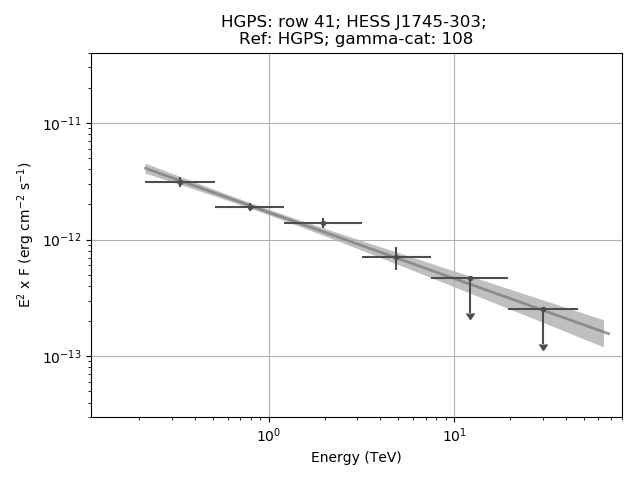 HGPS: row 41; HESS J1745-303;
Ref: HGPS; gamma-cat: 108
E² x F (erg cm⁻² s⁻¹)
10⁻¹¹
10⁻¹²
10⁻¹³
10⁰ 10¹
Energy (TeV)